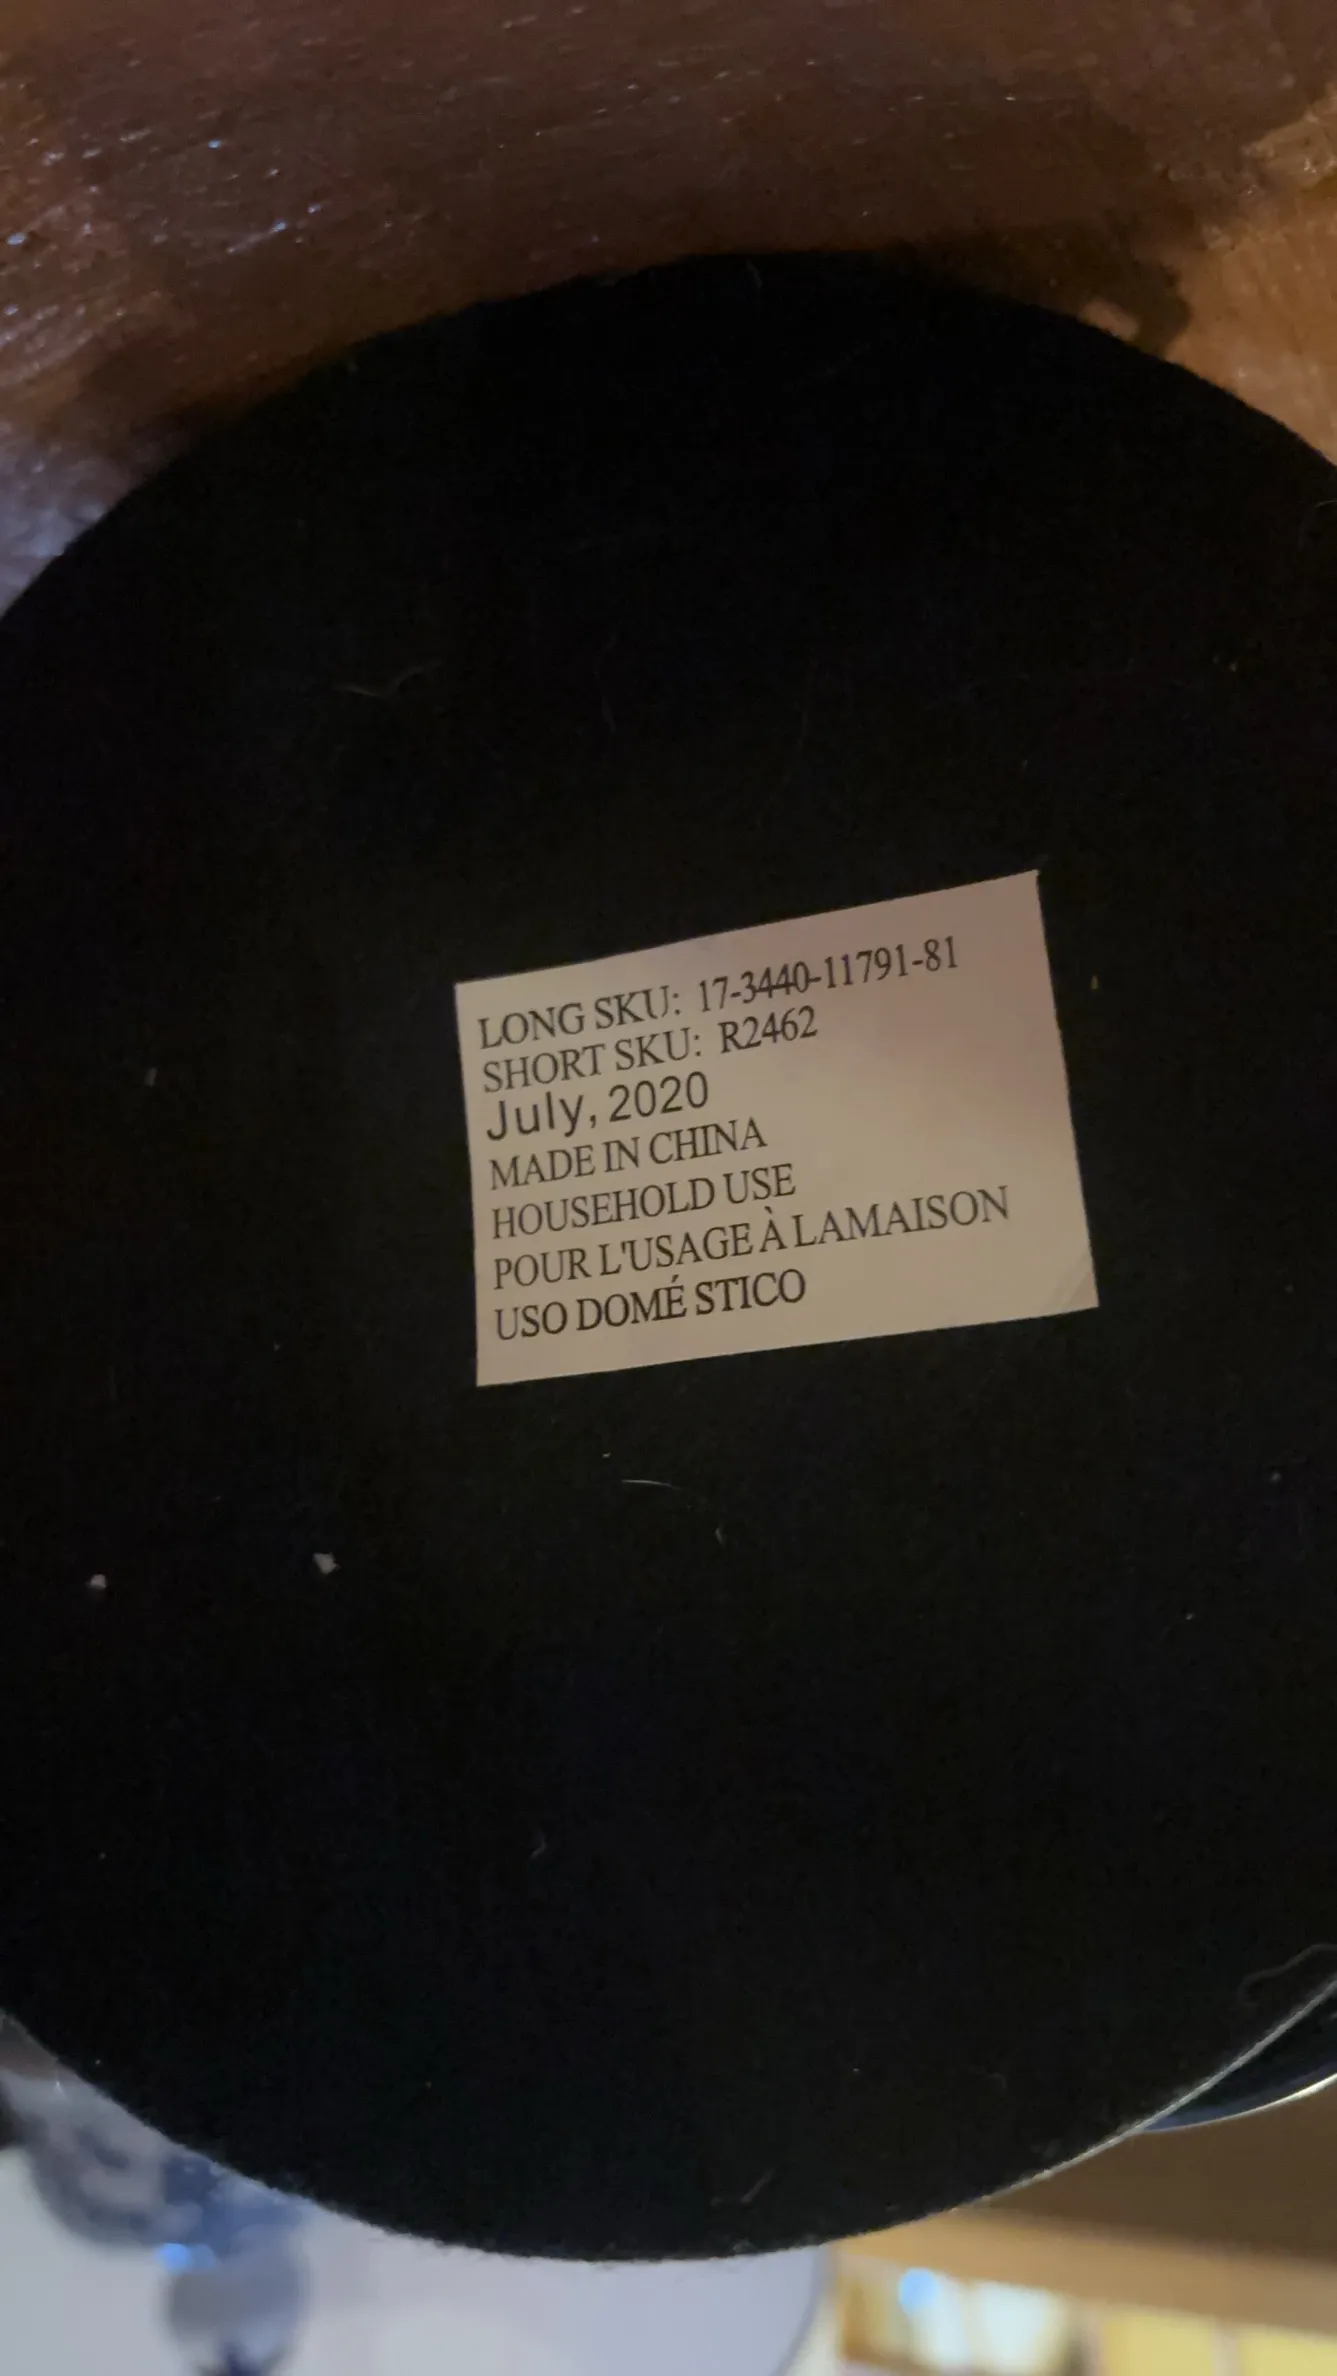 LONG SKU: 17-3440-11791-81
SHORT SKU: R2462
July, 2020
MADE IN CHINA
HOUSEHOLD USE
POUR L'USAGE À LAMAISON
USO DOMÉ STICO